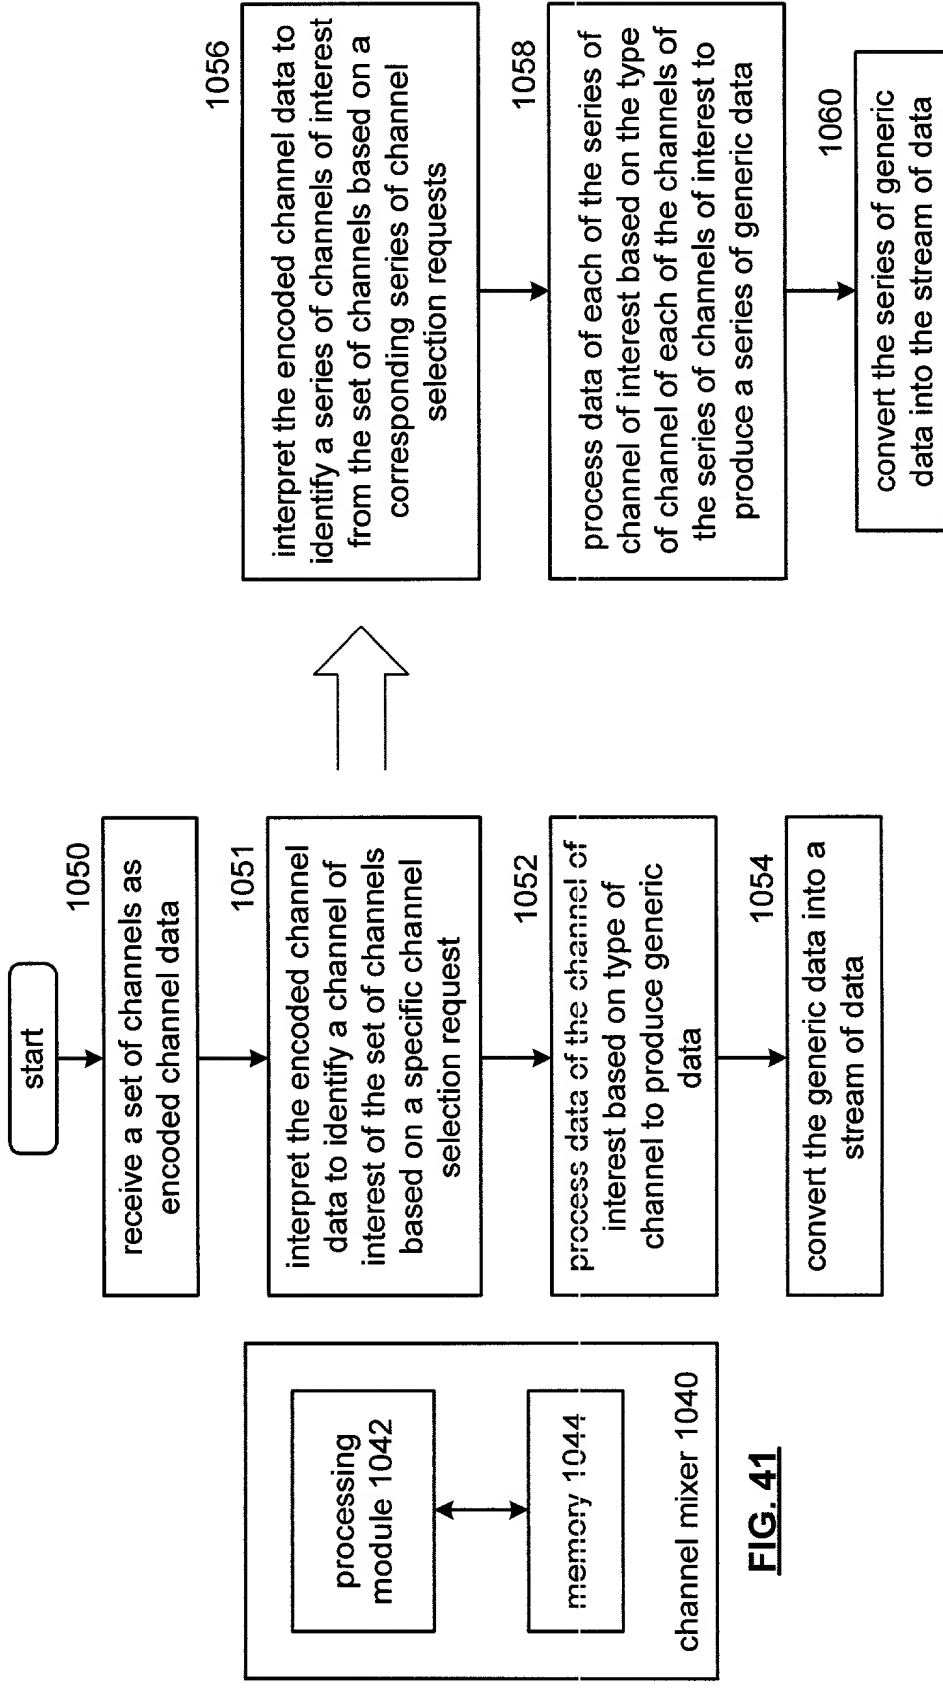 start
1050
receive a set of channels as
encoded channel data
1051
interpret the encoded channel
data to identify a channel of
interest of the set of channels
based on a specific channel
selection request
1052
process data of the channel of
interest based on type of
channel to produce generic
data
1054
convert the generic data into a
stream of data
1056
interpret the encoded channel data to
identify a series of channels of interest
from the set of channels based on a
corresponding series of channel
selection requests
1058
process data of each of the series of
channel of interest based on the type
of channel of each of the channels of
the series of channels of interest to
produce a series of generic data
1060
convert the series of generic
data into the stream of data
processing
module 1042
memory 1044
channel mixer 1040
FIG. 41